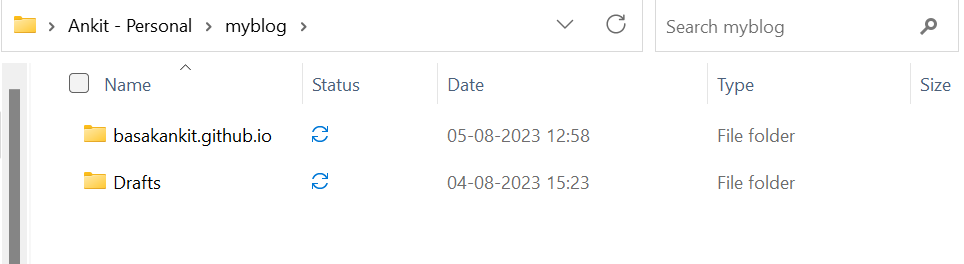 Ankit - Personal > myblog > Search myblog
Name Status Date Type Size
basakankit.github.io 05-08-2023 12:58 File folder
Drafts 04-08-2023 15:23 File folder